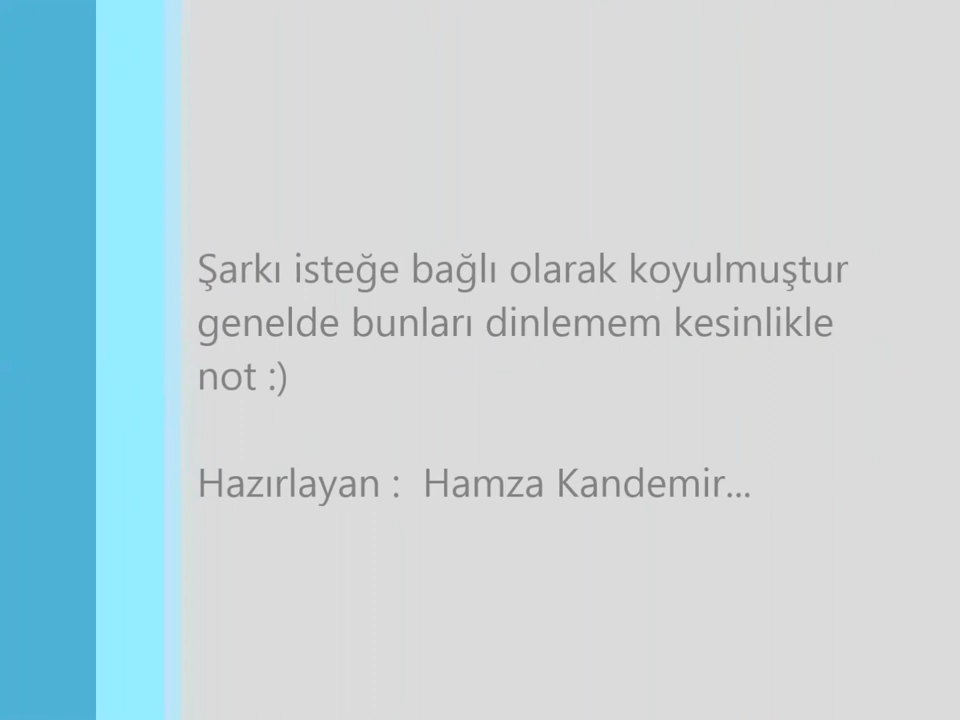 Şarkı isteğe bağlı olarak koyulmuştur
genelde bunları dinlemem kesinlikle
not :)
Hazırlayan :  Hamza Kandemir...